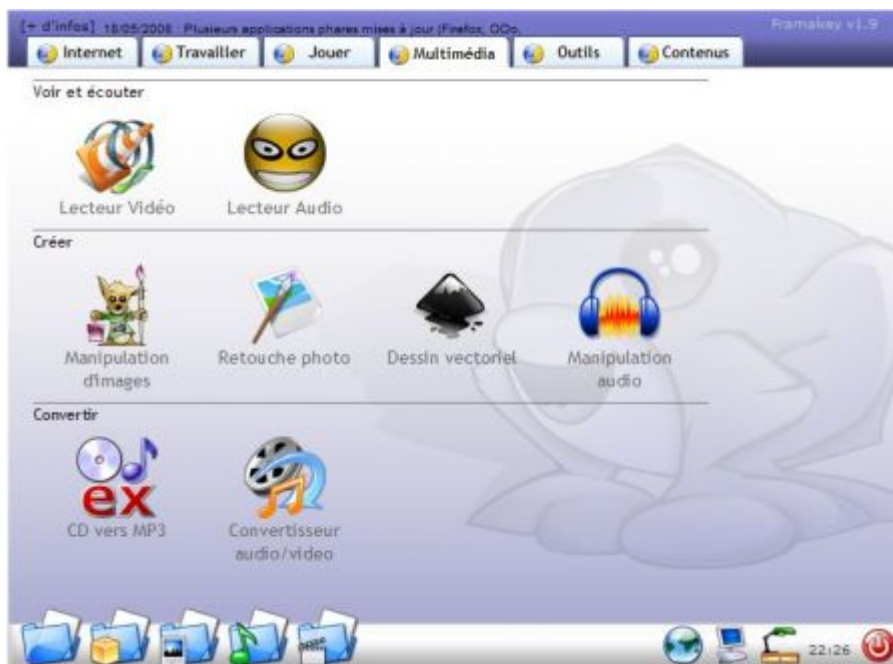 [+ d'infos] 18/05/2008 : Plusieurs applications phares mises à jour (Firefox, OOo,
Framakey v1.9
Internet Travailler Jouer Multimédia Outils Contenus
Voir et écouter
Lecteur Vidéo Lecteur Audio
Créer
Manipulation Retouche photo Dessin vectoriel Manipulation
d'images audio
Convertir
ex
CD vers MP3 Convertisseur
audio/video
22:26